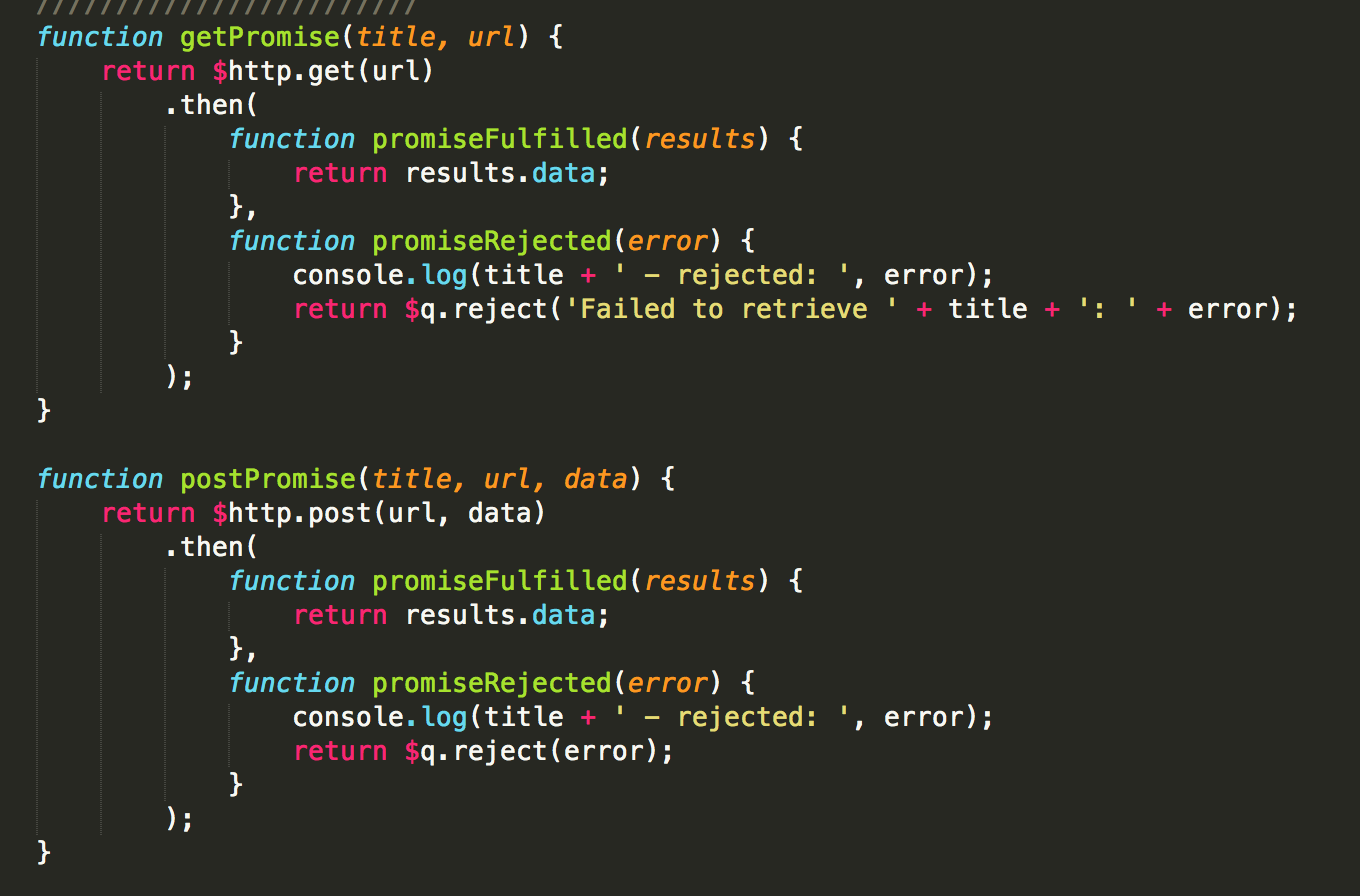 ////////////////////////
function getPromise(title, url) {
    return $http.get(url)
        .then(
            function promiseFulfilled(results) {
                return results.data;
            },
            function promiseRejected(error) {
                console.log(title + ' - rejected: ', error);
                return $q.reject('Failed to retrieve ' + title + ': ' + error);
            }
        );
}

function postPromise(title, url, data) {
    return $http.post(url, data)
        .then(
            function promiseFulfilled(results) {
                return results.data;
            },
            function promiseRejected(error) {
                console.log(title + ' - rejected: ', error);
                return $q.reject(error);
            }
        );
}